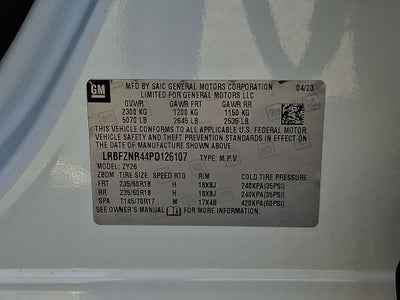 GM
MFD BY SAIC GENERAL MOTORS CORPORATION 04/23
LIMITED FOR GENERAL MOTORS LLC
GVWR GAWR FRT GAWR RR
2300 KG 1200 KG 1150 KG
5070 LB 2645 LB 2535 LB
THIS VEHICLE CONFORMS TO ALL APPLICABLE U.S. FEDERAL MOTOR
VEHICLE SAFETY AND THEFT PREVENTION STANDARDS IN EFFECT ON
THE DATE OF MANUFACTURE SHOWN ABOVE.
LRBFZNR44PD126107 TYPE: M.P.V.
ZBDM ZY26
TIRE SIZE SPEED RTG RIM COLD TIRE PRESSURE
FRT 235/60R18 H 18X8J 240KPA(35PSI)
RR 235/60R18 H 18X8J 240KPA(35PSI)
SPA T145/70R17 M 17X4B 420KPA(60PSI)
SEE OWNER'S MANUAL FOR MORE INFORMATION.